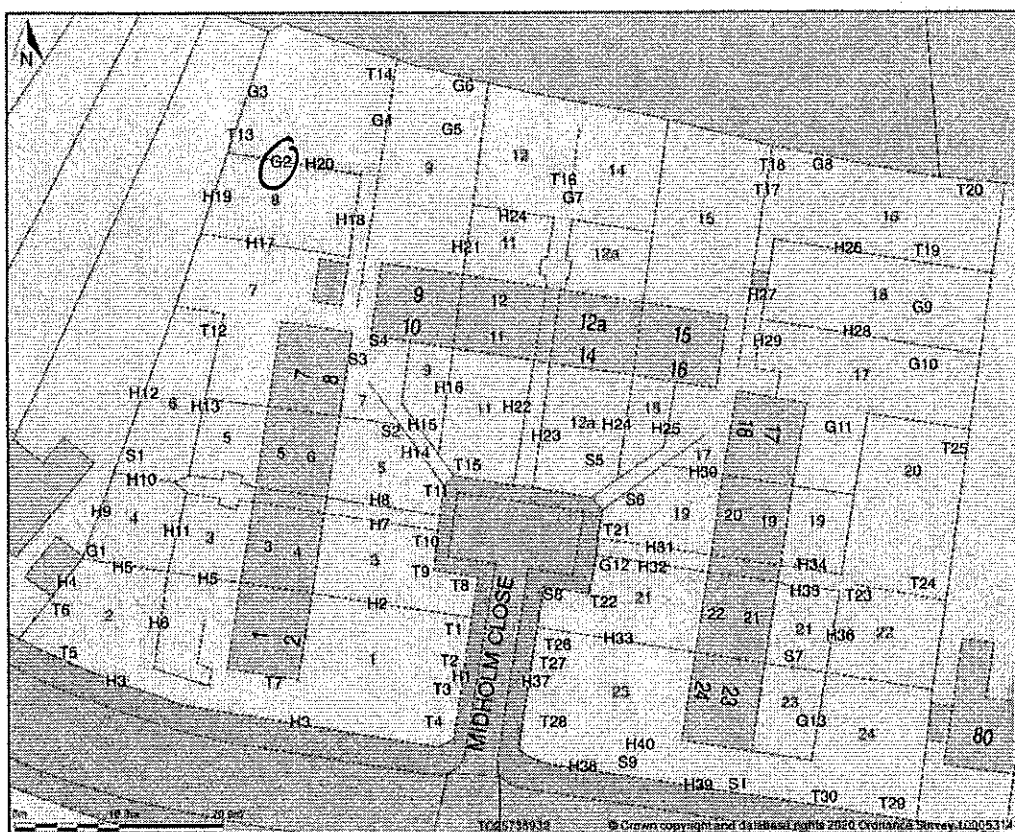 N
T14
G6
G3
G4
G5
T13
G2
H20
9
12
14
T18
G8
T16
T17
T20
G7
H19
8
H18
15
16
H24
H17
H21
11
12a
H26
T19
7
9
12
H27
18
10
11
12a
15
G9
T12
14
H29
H28
S4
7
16
S3
8
9
G10
17
H12
H16
6
H13
7
11
H22
15
18
17
G11
5
S2
H15
12a
H24
H25
H23
H14
T25
S1
5
6
5
T15
S5
17
20
H10
H30
T11
S6
H9
4
H8
19
20
19
19
H11
3
H7
T21
T10
G1
3
4
3
H31
H5
T9
G12
H32
H34
H4
H5
T8
S8
T22
21
H33
T23
T24
T6
2
H2
22
21
H6
1
T1
H33
21
H36
22
2
T26
T5
1
T2
T27
S7
H1
H3
T7
T3
H37
23
24
23
23
H3
T4
T28
G13
24
80
MIDHOLM CLOSE
H40
H38
S9
H39
S1
T30
T29
© Crown copyright and database rights 2020 Ordnance Survey